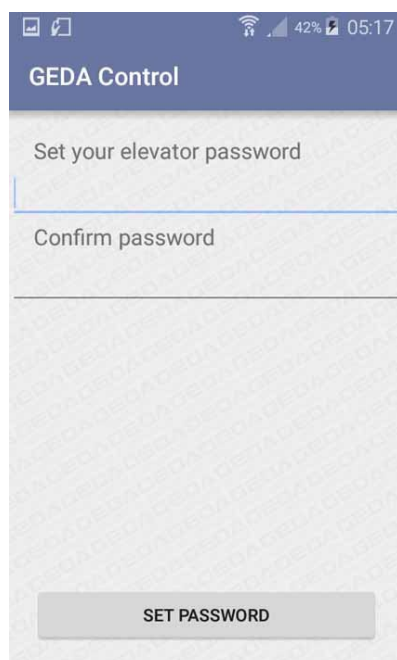 42% 05:17
GEDA Control
Set your elevator password
Confirm password
SET PASSWORD